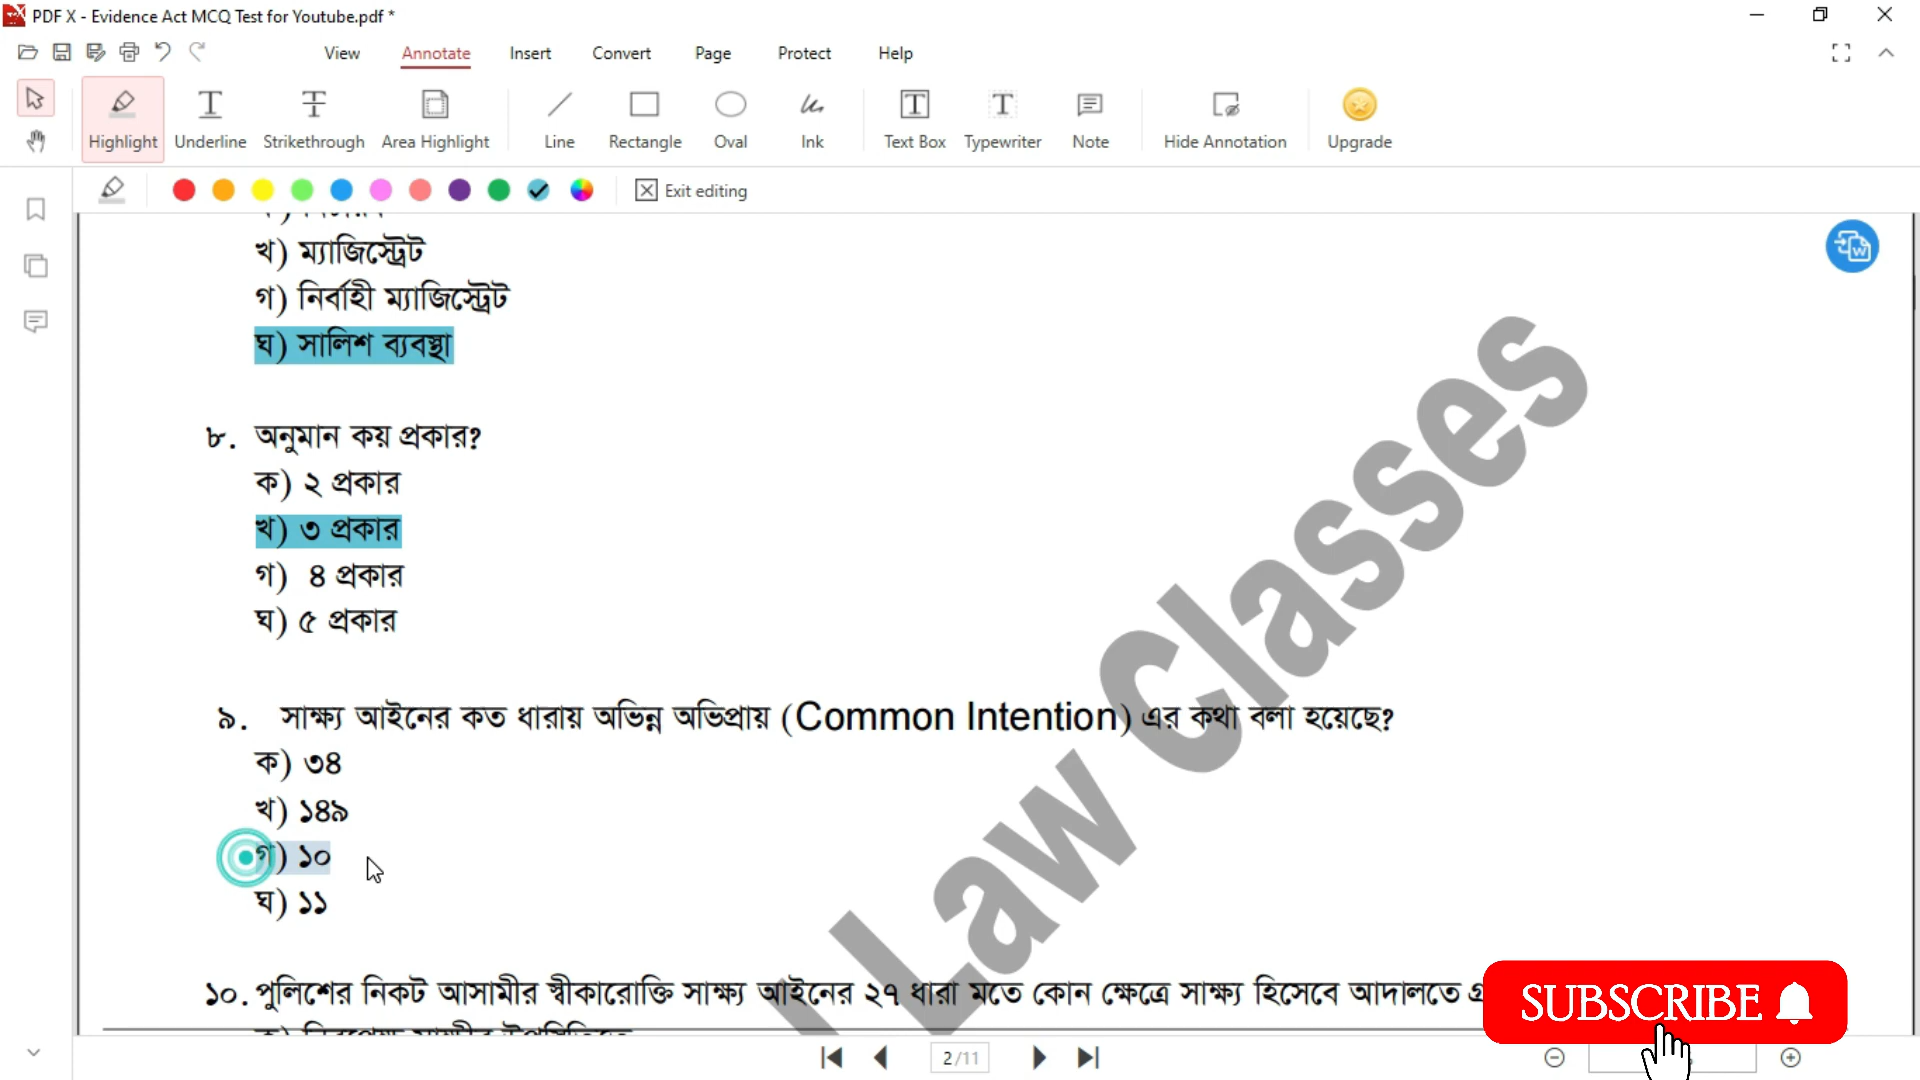 PDF X - Evidence Act MCQ Test for Youtube.pdf *
View Annotate Insert Convert Page Protect Help
Highlight Underline Strikethrough Area Highlight Line Rectangle Oval Ink Text Box Typewriter Note Hide Annotation Upgrade
Exit editing
খ) ম্যাজিস্ট্রেট
গ) নির্বাহী ম্যাজিস্ট্রেট
ঘ) সালিশ ব্যবস্থা
৮. অনুমান কয় প্রকার?
ক) ২ প্রকার
খ) ৩ প্রকার
গ) ৪ প্রকার
ঘ) ৫ প্রকার
৯. সাক্ষ্য আইনের কত ধারায় অভিন্ন অভিপ্রায় (Common Intention) এর কথা বলা হয়েছে?
ক) ৩৪
খ) ১৪৯
গ) ১০
ঘ) ১১
১০. পুলিশের নিকট আসামীর স্বীকারোক্তি সাক্ষ্য আইনের ২৭ ধারা মতে কোন ক্ষেত্রে সাক্ষ্য হিসেবে আদালতে
Law Classes
SUBSCRIBE
2/11